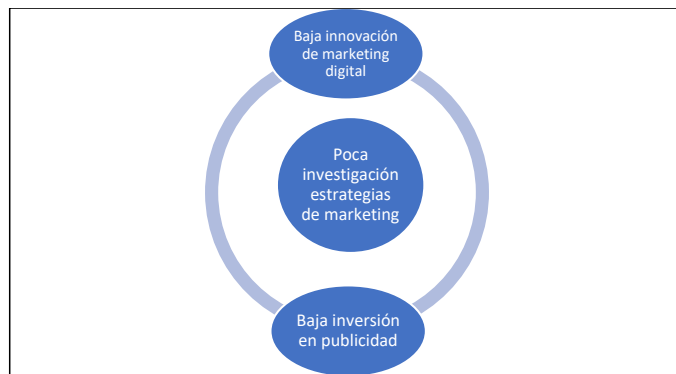 Baja innovación
de marketing
digital
Poca
investigación
estrategias
de marketing
Baja inversión
en publicidad